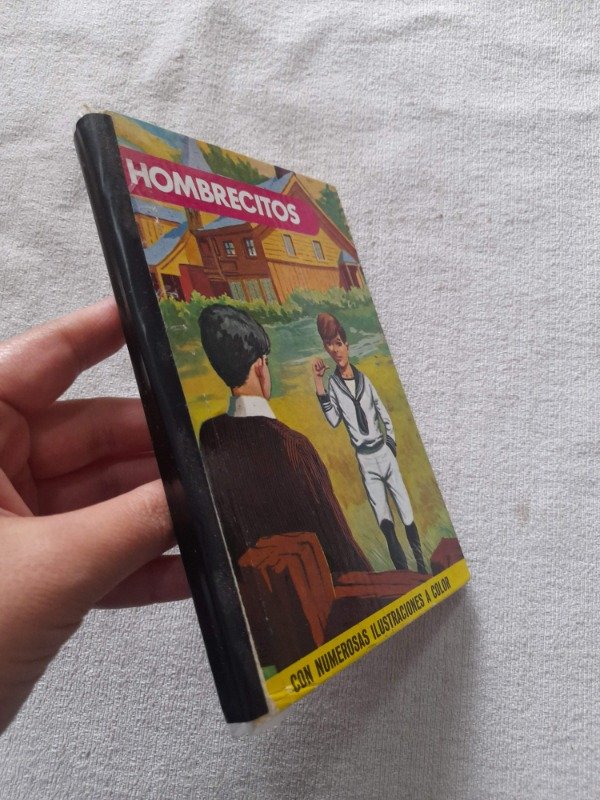 HOMBRECITOS
CON NUMEROSAS ILUSTRACIONES A COLOR